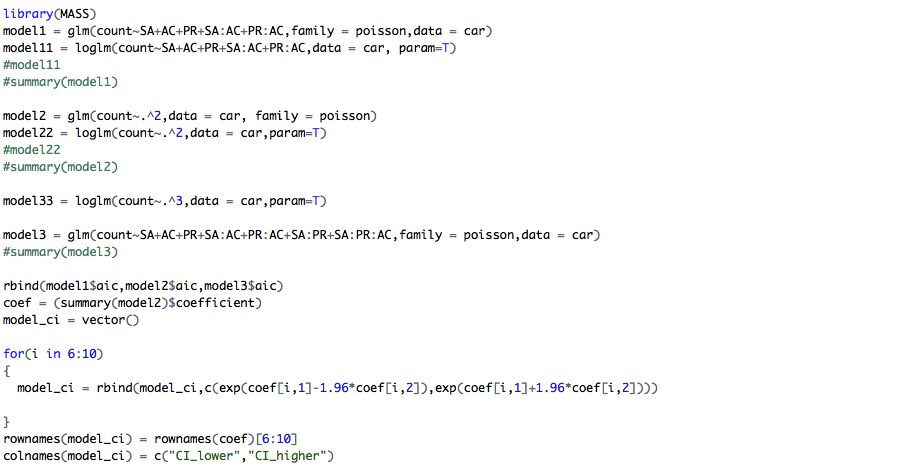 library(MASS)
model1 = glm(count~SA+AC+PR+SA:AC+PR:AC,family = poisson,data = car)
model11 = loglm(count~SA+AC+PR+SA:AC+PR:AC,data = car, param=T)
#model11
#summary(model1)
model2 = glm(count~.^2,data = car, family = poisson)
model22 = loglm(count~.^2,data = car,param=T)
#model22
#summary(model2)
model33 = loglm(count~.^3,data = car,param=T)
model3 = glm(count~SA+AC+PR+SA:AC+PR:AC+SA:PR+SA:PR:AC,family = poisson,data = car)
#summary(model3)
rbind(model1$aic,model2$aic,model3$aic)
coef = (summary(model2)$coefficient)
model_ci = vector()
for(i in 6:10)
{
  model_ci = rbind(model_ci,c(exp(coef[i,1]-1.96*coef[i,2]),exp(coef[i,1]+1.96*coef[i,2])))
}
rownames(model_ci) = rownames(coef)[6:10]
colnames(model_ci) = c("CI_lower","CI_higher")